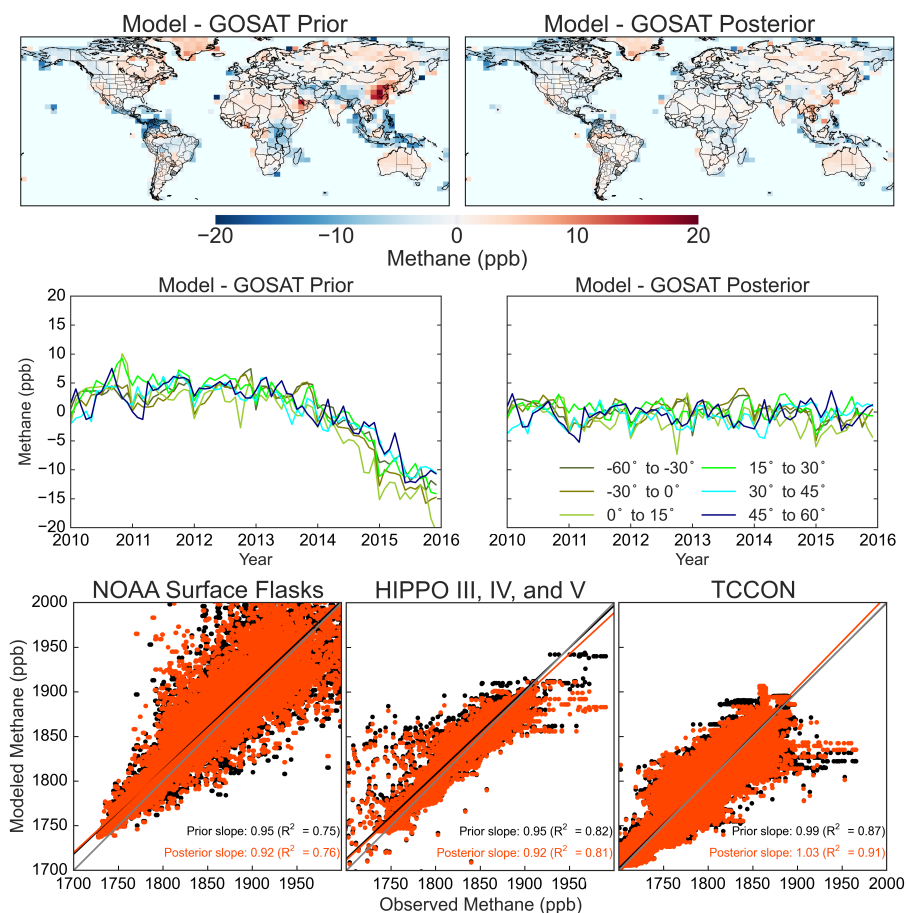 Model - GOSAT Prior
Model - GOSAT Posterior
−20
−10
0
10
20
Methane (ppb)
Model - GOSAT Prior
Model - GOSAT Posterior
Methane (ppb)
20
15
10
5
0
−5
−10
−15
−20
2010
2011
2012
2013
2014
2015
2016
Year
-60° to -30°
-30° to 0°
0° to 15°
15° to 30°
30° to 45°
45° to 60°
2010
2011
2012
2013
2014
2015
2016
Year
NOAA Surface Flasks
HIPPO III, IV, and V
TCCON
Modeled Methane (ppb)
2000
1950
1900
1850
1800
1750
1700
Prior slope: 0.95 (R² = 0.75)
Posterior slope: 0.92 (R² = 0.76)
Prior slope: 0.95 (R² = 0.82)
Posterior slope: 0.92 (R² = 0.81)
Prior slope: 0.99 (R² = 0.87)
Posterior slope: 1.03 (R² = 0.91)
1700
1750
1800
1850
1900
1950
1750
1800
1850
1900
1950
1750
1800
1850
1900
1950
2000
Observed Methane (ppb)